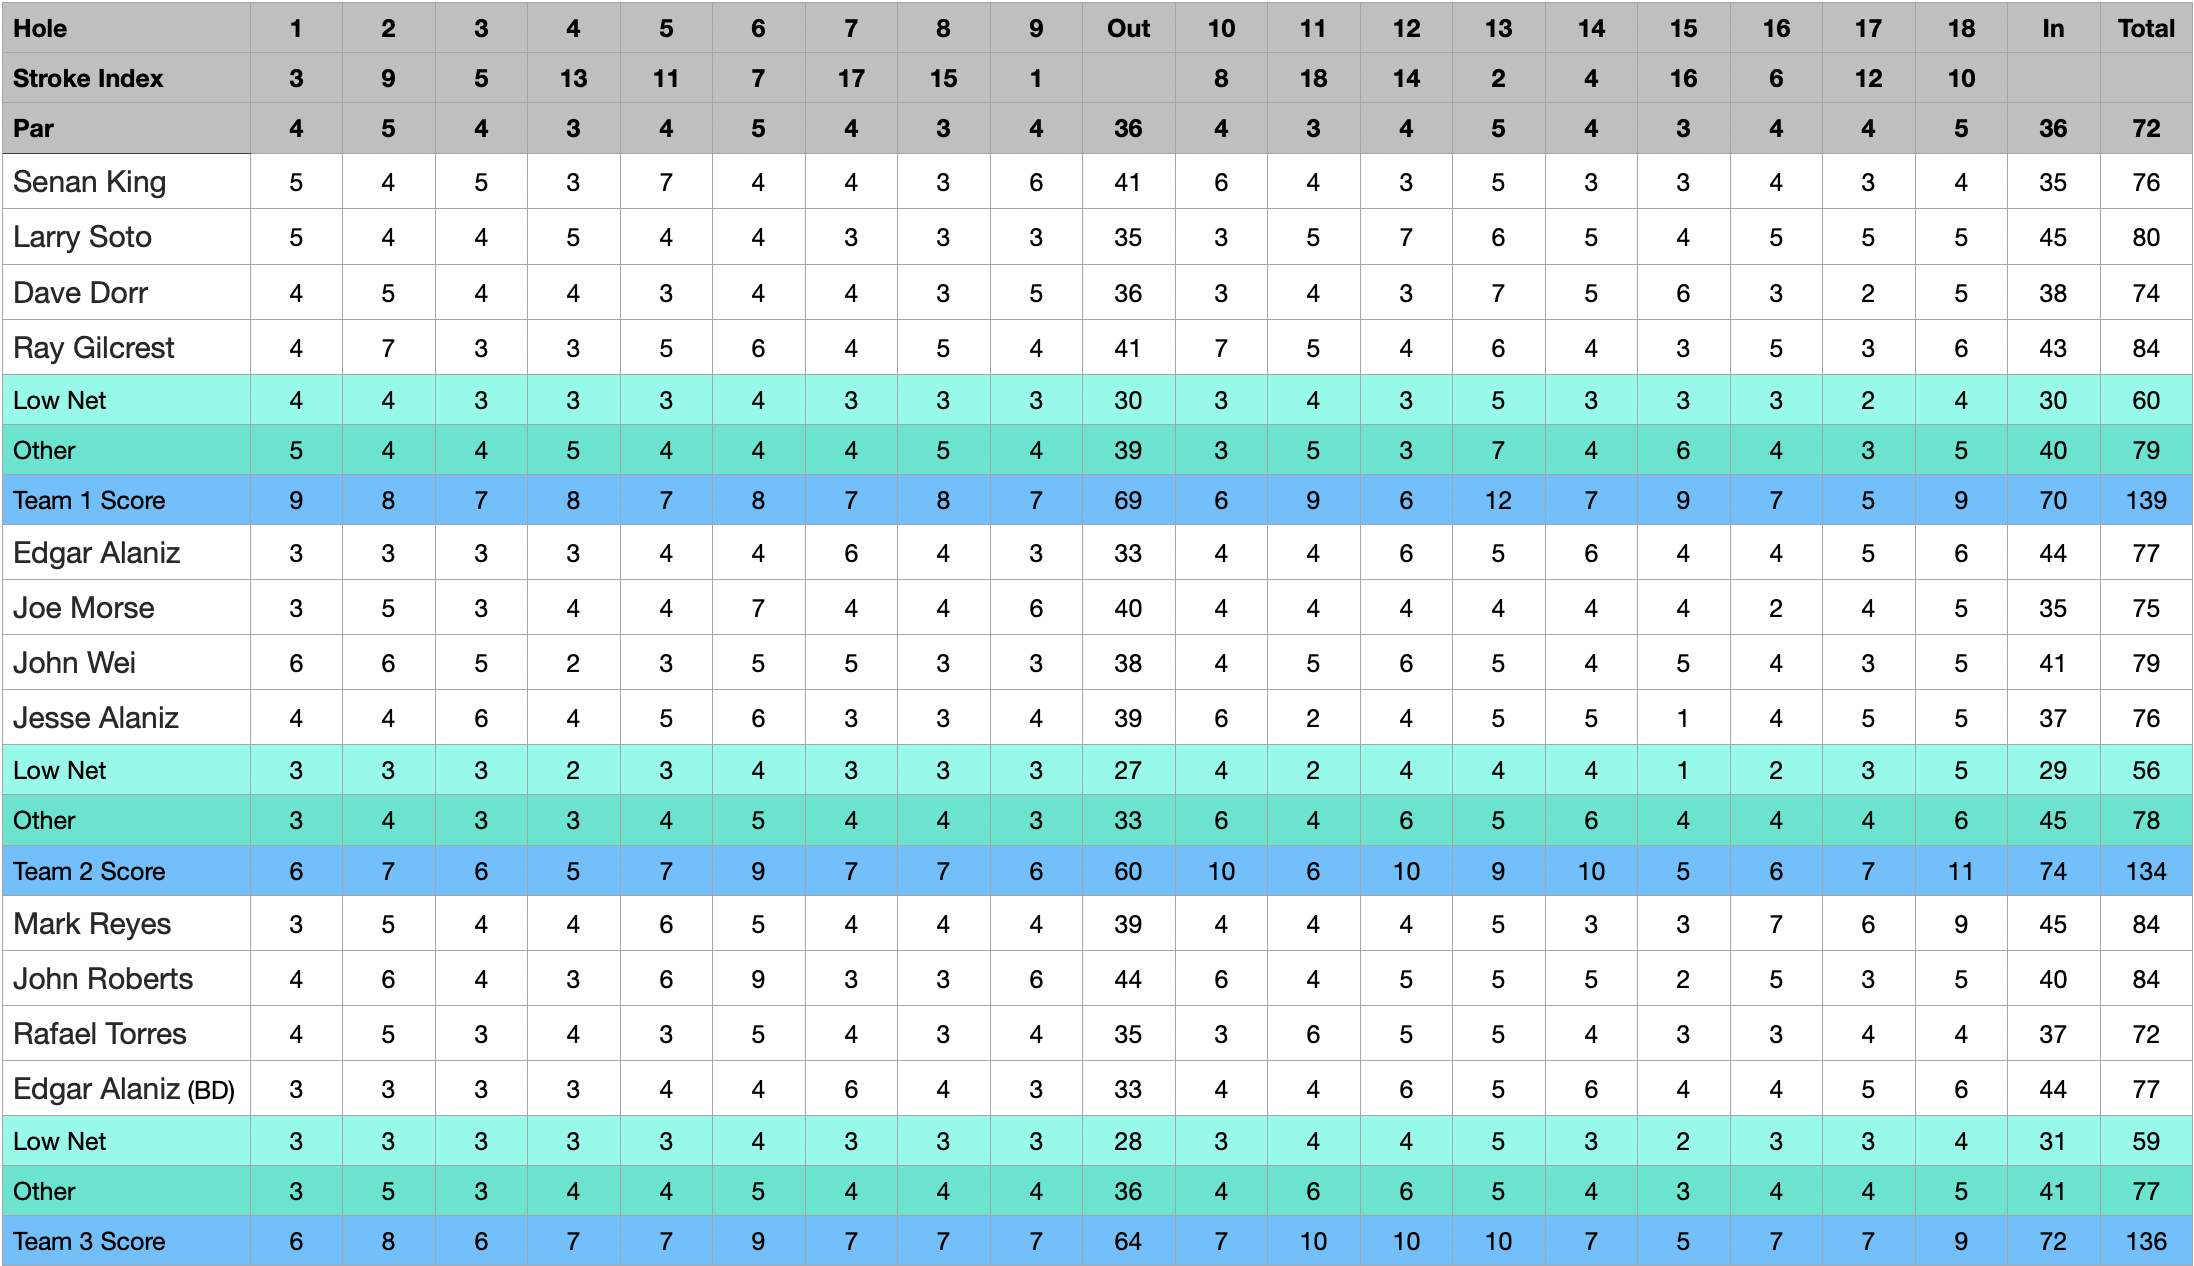 Hole 1 2 3 4 5 6 7 8 9 Out 10 11 12 13 14 15 16 17 18 In Total
Stroke Index 3 9 5 13 11 7 17 15 1 8 18 14 2 4 16 6 12 10
Par 4 5 4 3 4 5 4 3 4 36 4 3 4 5 4 3 4 4 5 36 72
Senan King 5 4 5 3 7 4 4 3 6 41 6 4 3 5 3 3 4 3 4 35 76
Larry Soto 5 4 4 5 4 4 3 3 3 35 3 5 7 6 5 4 5 5 5 45 80
Dave Dorr 4 5 4 4 3 4 4 3 5 36 3 4 3 7 5 6 3 2 5 38 74
Ray Gilcrest 4 7 3 3 5 6 4 5 4 41 7 5 4 6 4 3 5 3 6 43 84
Low Net 4 4 3 3 3 4 3 3 3 30 3 4 3 5 3 3 3 2 4 30 60
Other 5 4 4 5 4 4 4 5 4 39 3 5 3 7 4 6 4 3 5 40 79
Team 1 Score 9 8 7 8 7 8 7 8 7 69 6 9 6 12 7 9 7 5 9 70 139
Edgar Alaniz 3 3 3 3 4 4 6 4 3 33 4 4 6 5 6 4 4 5 6 44 77
Joe Morse 3 5 3 4 4 7 4 4 6 40 4 4 4 4 4 4 2 4 5 35 75
John Wei 6 6 5 2 3 5 5 3 3 38 4 5 6 5 4 5 4 3 5 41 79
Jesse Alaniz 4 4 6 4 5 6 3 3 4 39 6 2 4 5 5 1 4 5 5 37 76
Low Net 3 3 3 2 3 4 3 3 3 27 4 2 4 4 4 1 2 3 5 29 56
Other 3 4 3 3 4 5 4 4 3 33 6 4 6 5 6 4 4 4 6 45 78
Team 2 Score 6 7 6 5 7 9 7 7 6 60 10 6 10 9 10 5 6 7 11 74 134
Mark Reyes 3 5 4 4 6 5 4 4 4 39 4 4 4 5 3 3 7 6 9 45 84
John Roberts 4 6 4 3 6 9 3 3 6 44 6 4 5 5 5 2 5 3 5 40 84
Rafael Torres 4 5 3 4 3 5 4 3 4 35 3 6 5 5 4 3 3 4 4 37 72
Edgar Alaniz (BD) 3 3 3 3 4 4 6 4 3 33 4 4 6 5 6 4 4 5 6 44 77
Low Net 3 3 3 3 3 4 3 3 3 28 3 4 4 5 3 2 3 3 4 31 59
Other 3 5 3 4 4 5 4 4 4 36 4 6 6 5 4 3 4 4 5 41 77
Team 3 Score 6 8 6 7 7 9 7 7 7 64 7 10 10 10 7 5 7 7 9 72 136